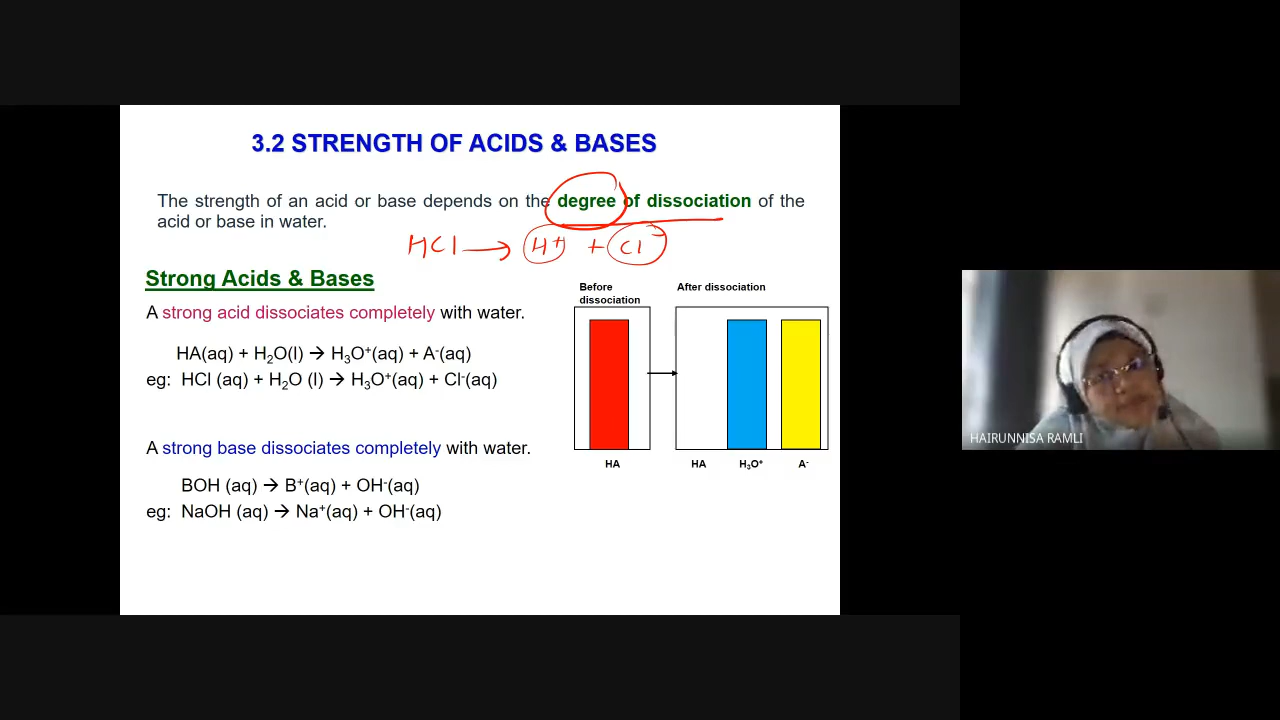 3.2 STRENGTH OF ACIDS & BASES
The strength of an acid or base depends on the degree of dissociation of the
acid or base in water.
HCl → H⁺ + Cl⁻
Strong Acids & Bases
A strong acid dissociates completely with water.
HA(aq) + H₂O(l) → H₃O⁺(aq) + A⁻(aq)
eg: HCl (aq) + H₂O (l) → H₃O⁺(aq) + Cl⁻(aq)
A strong base dissociates completely with water.
BOH (aq) → B⁺(aq) + OH⁻(aq)
eg: NaOH (aq) → Na⁺(aq) + OH⁻(aq)
Before
dissociation
After dissociation
HA
HA H₃O⁺ A⁻
HAIRUNNISA RAMLI